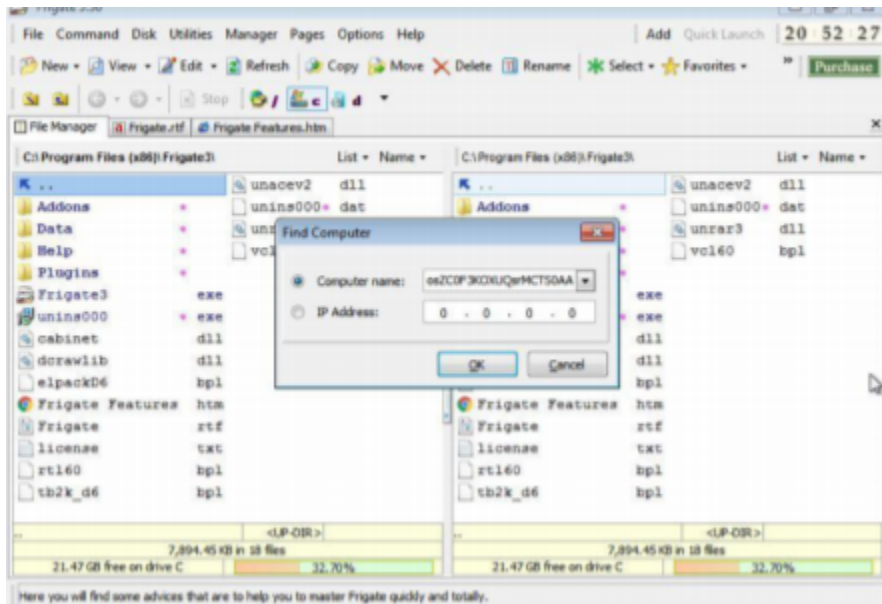 Frigate 3.36
File Command Disk Utilities Manager Pages Options Help Add Quick Launch 20 52 27
New View Edit Refresh Copy Move Delete Rename Select Favorites » Purchase
Stop / c d
File Manager Frigate.rtf Frigate Features.htm
C:\Program Files (x86)\Frigate3\ List Name C:\Program Files (x86)\Frigate3\ List Name
.. unacev2 dll .. unacev2 dll
Addons unins000 dat Addons unins000 dat
Data unr Find Computer unrar3 dll
Help vcl vcl60 bpl
Plugins Computer name:
Frigate3 exe IP Address: 0 . 0 . 0 . 0 exe
unins000 exe exe
cabinet dll dll
dcrawlib dll OK Cancel dll
elpackD6 bpl bpl
Frigate Features htm Frigate Features htm
Frigate rtf Frigate rtf
license txt license txt
rtl60 bpl rtl60 bpl
tb2k_d6 bpl tb2k_d6 bpl
.. <UP-DIR> .. <UP-DIR>
7,894.45 KB in 18 files 7,894.45 KB in 18 files
21.47 GB free on drive C 32.70% 21.47 GB free on drive C 32.70%
Here you will find some advices that are to help you to master Frigate quickly and totally.